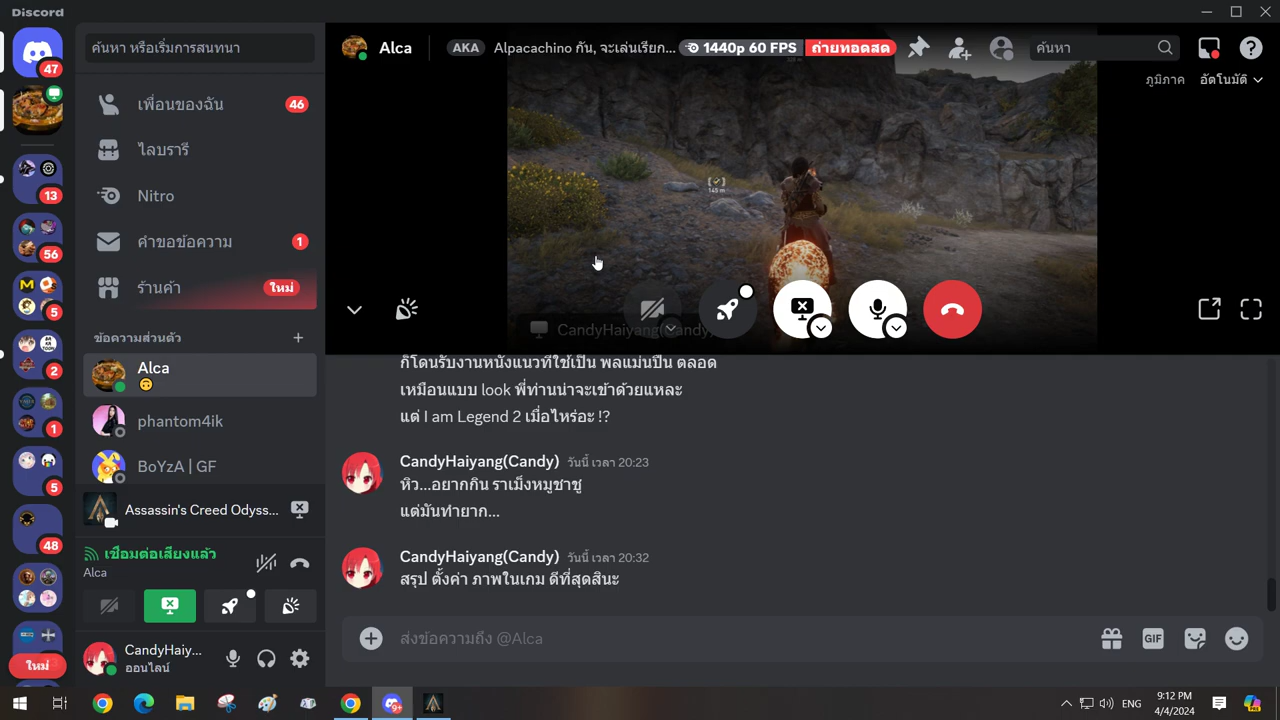 Discord
47
13
56
5
2
1
5
48
ใหม่
ค้นหา หรือเริ่มการสนทนา
เพื่อนของฉัน
46
ไลบรารี
Nitro
คำขอข้อความ
1
ร้านค้า
ใหม่
ข้อความส่วนตัว
Alca
phantom4ik
BoYzA | GF
Assassin's Creed Odyss...
เชื่อมต่อเสียงแล้ว
Alca
CandyHaiy...
ออนไลน์
Alca
AKA
Alpacachino กัน, จะเล่นเรียก...
1440p 60 FPS
ถ่ายทอดสด
ค้นหา
ภูมิภาค
อัตโนมัติ
145 m
CandyHaiyang(Candy)
ก็โดนรับงานหนังแนวที่ใช้เป็น พลแม่นปืน ตลอด
เหมือนแบบ look พี่ท่านน่าจะเข้าด้วยแหละ
แต่ I am Legend 2 เมื่อไหร่อะ !?
CandyHaiyang(Candy) วันนี้ เวลา 20:23
หิว...อยากกิน ราเม็งหมูชาชู
แต่มันทำยาก...
CandyHaiyang(Candy) วันนี้ เวลา 20:32
สรุป ตั้งค่า ภาพในเกม ดีที่สุดสินะ
ส่งข้อความถึง @Alca
GIF
9+
ENG
9:12 PM
4/4/2024